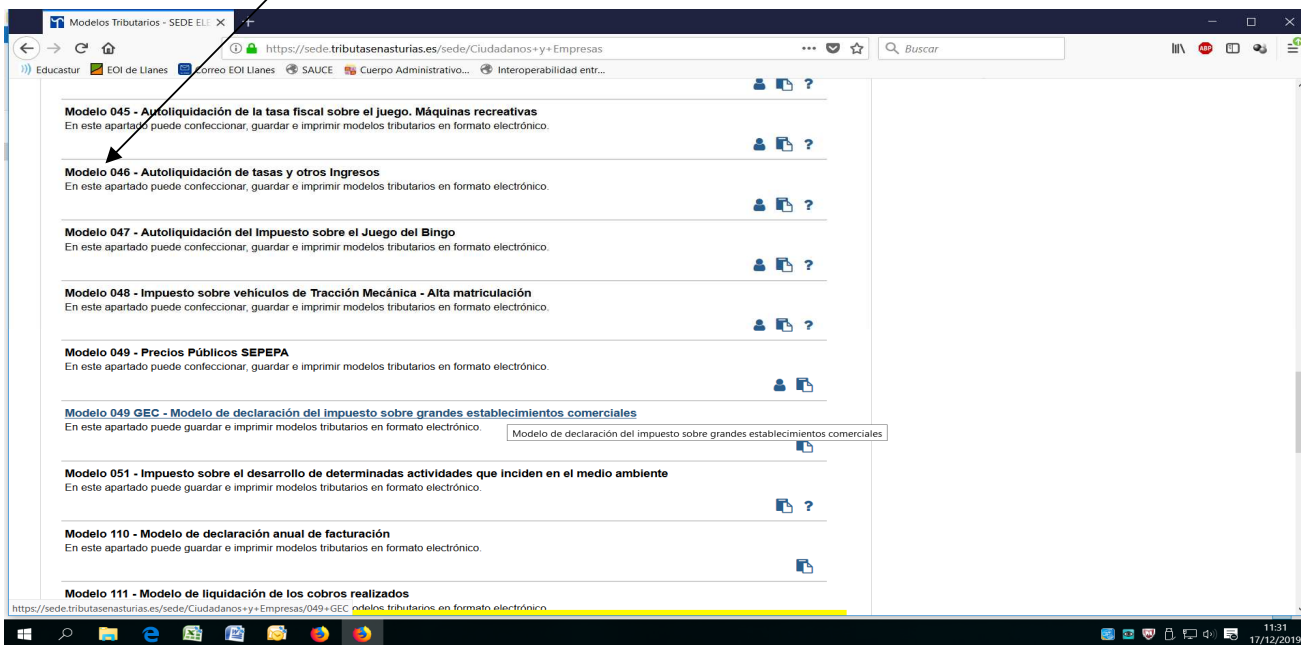 Modelos Tributarios - SEDE ELE
https://sede.tributasenasturias.es/sede/Ciudadanos+y+Empresas
Buscar
ABP
Educastur EOI de Llanes Correo EOI Llanes SAUCE Cuerpo Administrativo... Interoperabilidad entr...
?
Modelo 045 - Autoliquidación de la tasa fiscal sobre el juego. Máquinas recreativas
En este apartado puede confeccionar, guardar e imprimir modelos tributarios en formato electrónico.
?
Modelo 046 - Autoliquidación de tasas y otros Ingresos
En este apartado puede confeccionar, guardar e imprimir modelos tributarios en formato electrónico.
?
Modelo 047 - Autoliquidación del Impuesto sobre el Juego del Bingo
En este apartado puede confeccionar, guardar e imprimir modelos tributarios en formato electrónico.
?
Modelo 048 - Impuesto sobre vehículos de Tracción Mecánica - Alta matriculación
En este apartado puede confeccionar, guardar e imprimir modelos tributarios en formato electrónico.
?
Modelo 049 - Precios Públicos SEPEPA
En este apartado puede confeccionar, guardar e imprimir modelos tributarios en formato electrónico.
Modelo 049 GEC - Modelo de declaración del impuesto sobre grandes establecimientos comerciales
En este apartado puede guardar e imprimir modelos tributarios en formato electrónico.
Modelo de declaración del impuesto sobre grandes establecimientos comerciales
Modelo 051 - Impuesto sobre el desarrollo de determinadas actividades que inciden en el medio ambiente
En este apartado puede guardar e imprimir modelos tributarios en formato electrónico.
?
Modelo 110 - Modelo de declaración anual de facturación
En este apartado puede guardar e imprimir modelos tributarios en formato electrónico.
Modelo 111 - Modelo de liquidación de los cobros realizados
https://sede.tributasenasturias.es/sede/Ciudadanos+y+Empresas/049+GEC odelos tributarios en formato electrónico
11:31
17/12/2019